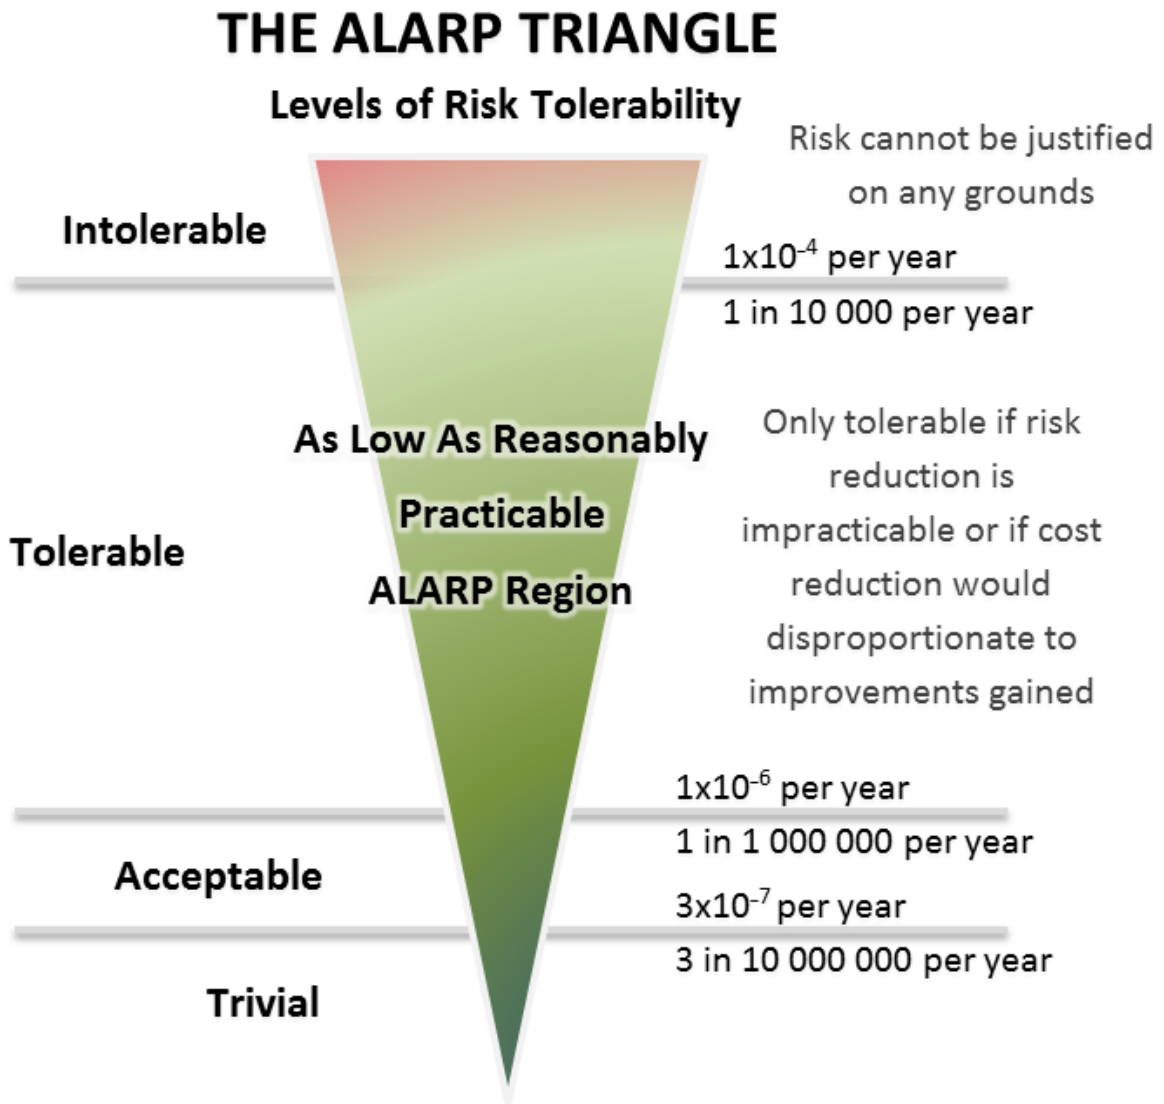 THE ALARP TRIANGLE
Levels of Risk Tolerability
Risk cannot be justified
on any grounds
Intolerable
1x10⁻⁴ per year
1 in 10 000 per year
As Low As Reasonably
Practicable
ALARP Region
Tolerable
Only tolerable if risk
reduction is
impracticable or if cost
reduction would
disproportionate to
improvements gained
1x10⁻⁶ per year
1 in 1 000 000 per year
Acceptable
3x10⁻⁷ per year
3 in 10 000 000 per year
Trivial